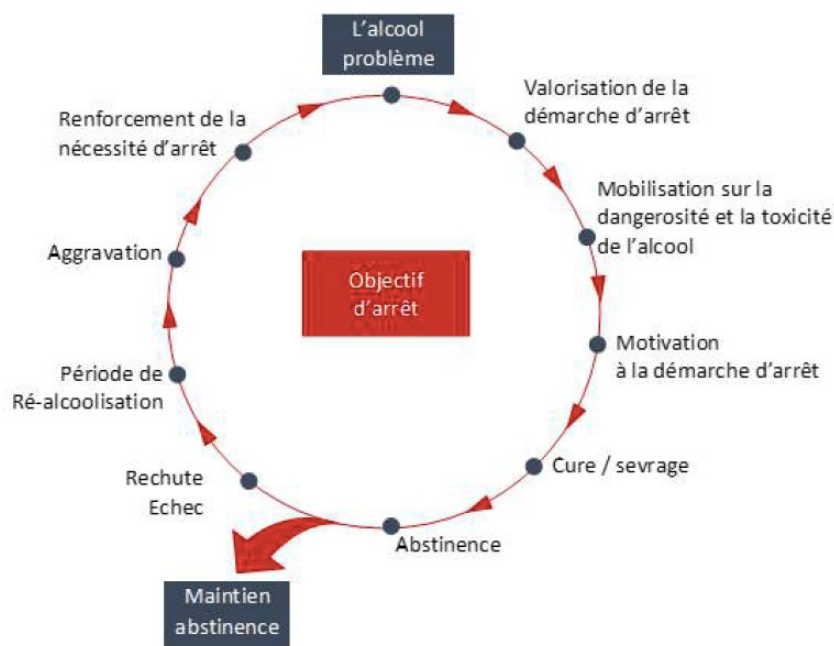 L’alcool
problème
Valorisation de la
démarche d’arrêt
Mobilisation sur la
dangerosité et la toxicité
de l’alcool
Motivation
à la démarche d’arrêt
Cure / sevrage
Abstinence
Maintien
abstinence
Rechute
Echec
Période de
Ré-alcoolisation
Aggravation
Renforcement de la
nécessité d’arrêt
Objectif
d’arrêt